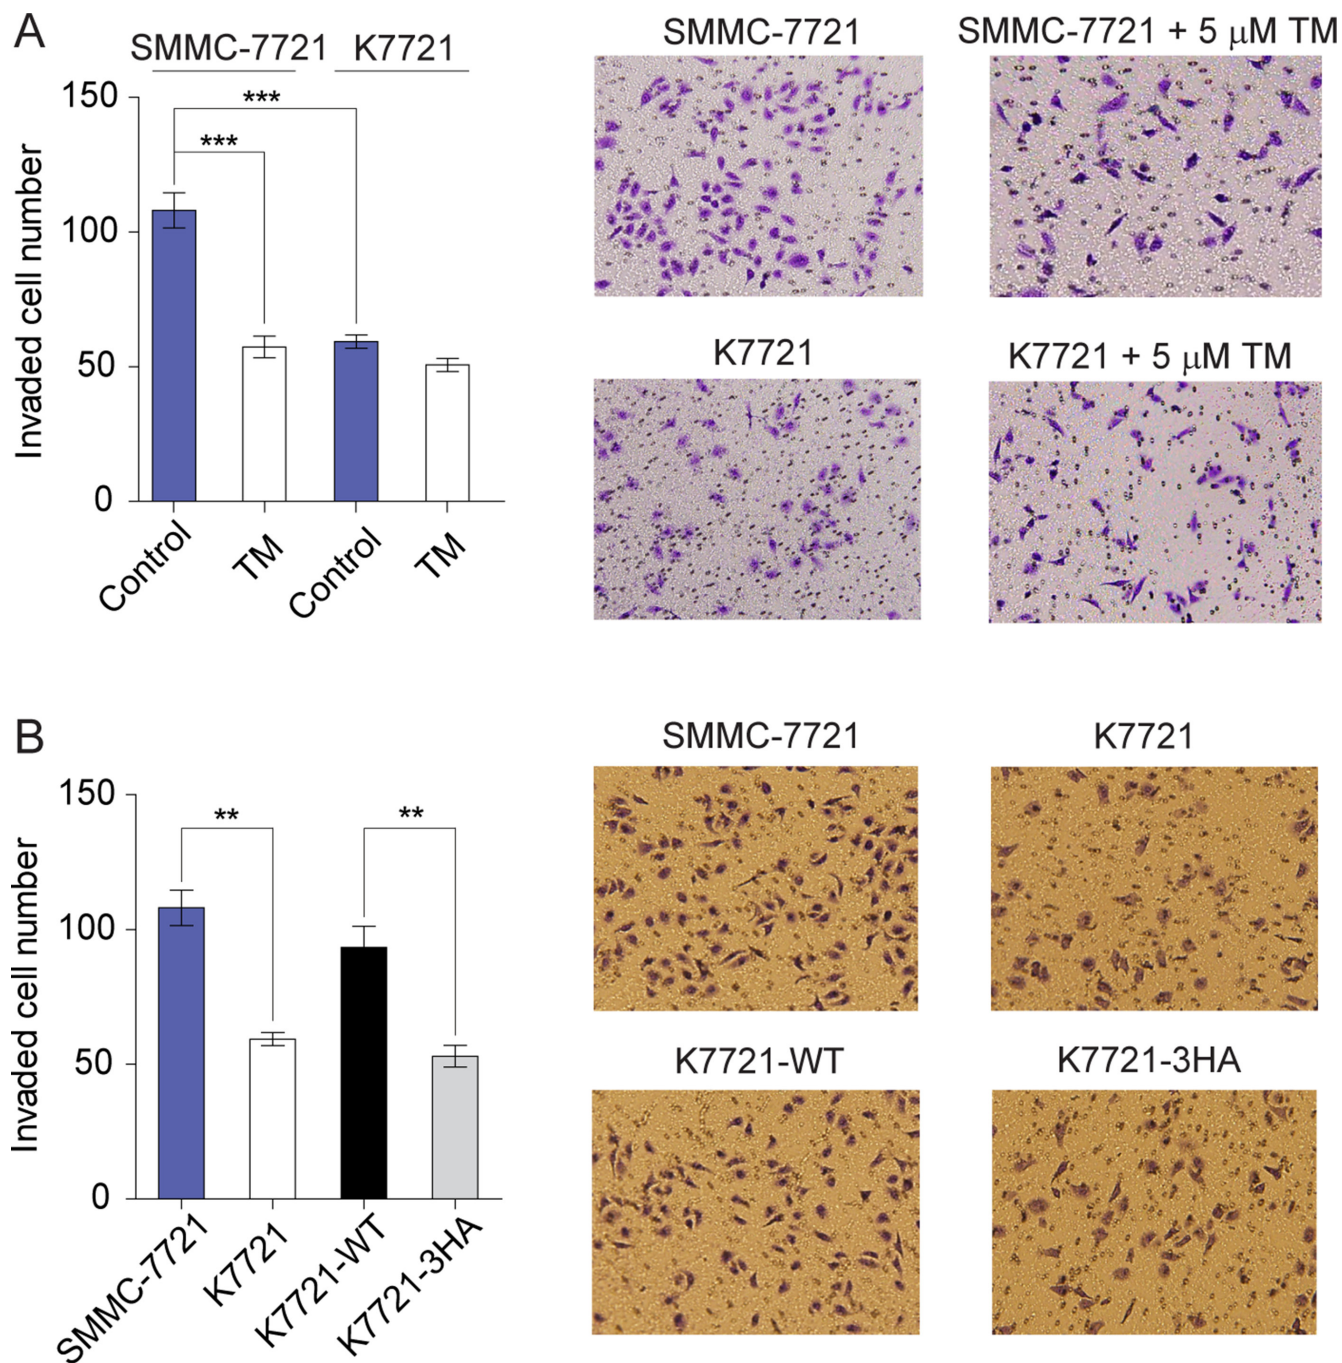 A
SMMC-7721 K7721
Invaded cell number
150
100
50
0
***
***
Control
TM
Control
TM
SMMC-7721
SMMC-7721 + 5 μM TM
K7721
K7721 + 5 μM TM
B
Invaded cell number
150
100
50
0
**
**
SMMC-7721
K7721
K7721-WT
K7721-3HA
SMMC-7721
K7721
K7721-WT
K7721-3HA